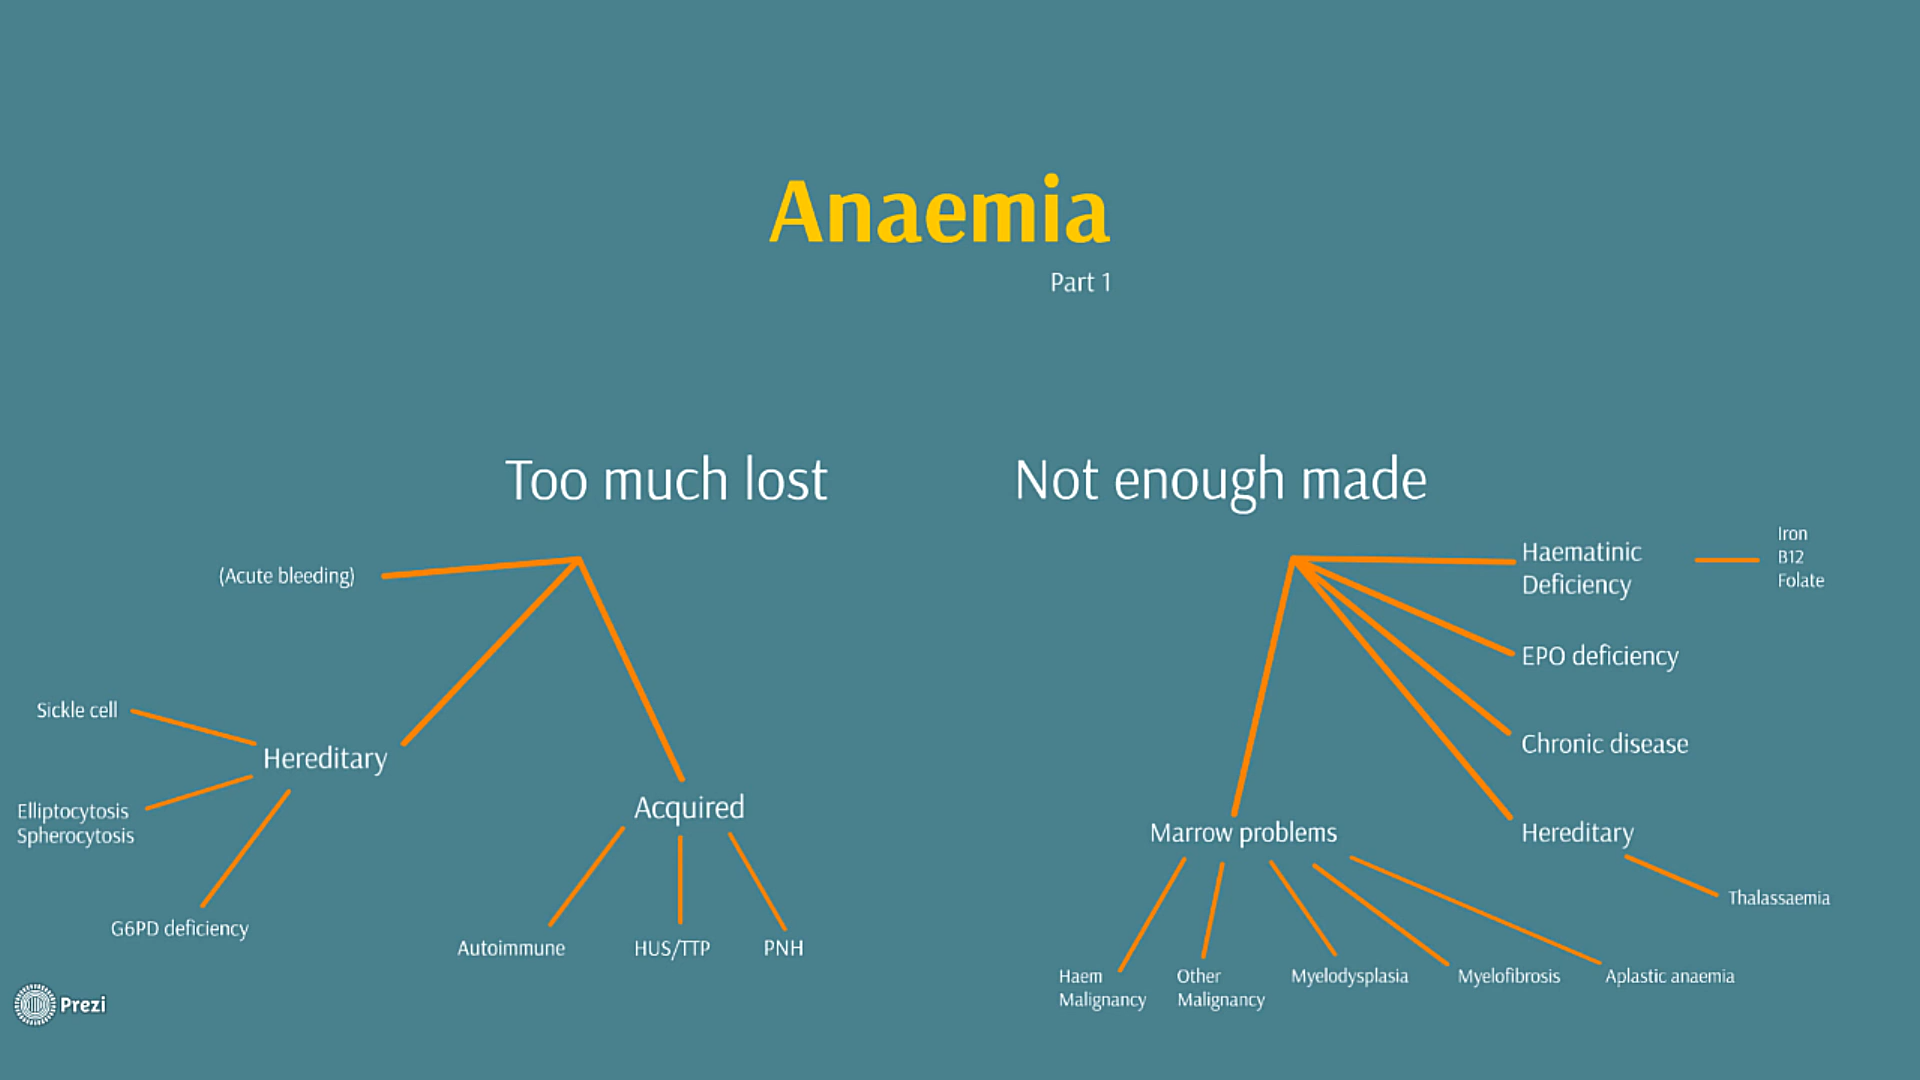 Anaemia
Part 1
Too much lost
Not enough made
(Acute bleeding)
Sickle cell
Hereditary
Elliptocytosis
Spherocytosis
G6PD deficiency
Acquired
Autoimmune
HUS/TTP
PNH
Haematinic
Deficiency
Iron
B12
Folate
EPO deficiency
Chronic disease
Hereditary
Thalassaemia
Marrow problems
Haem
Malignancy
Other
Malignancy
Myelodysplasia
Myelofibrosis
Aplastic anaemia
Prezi